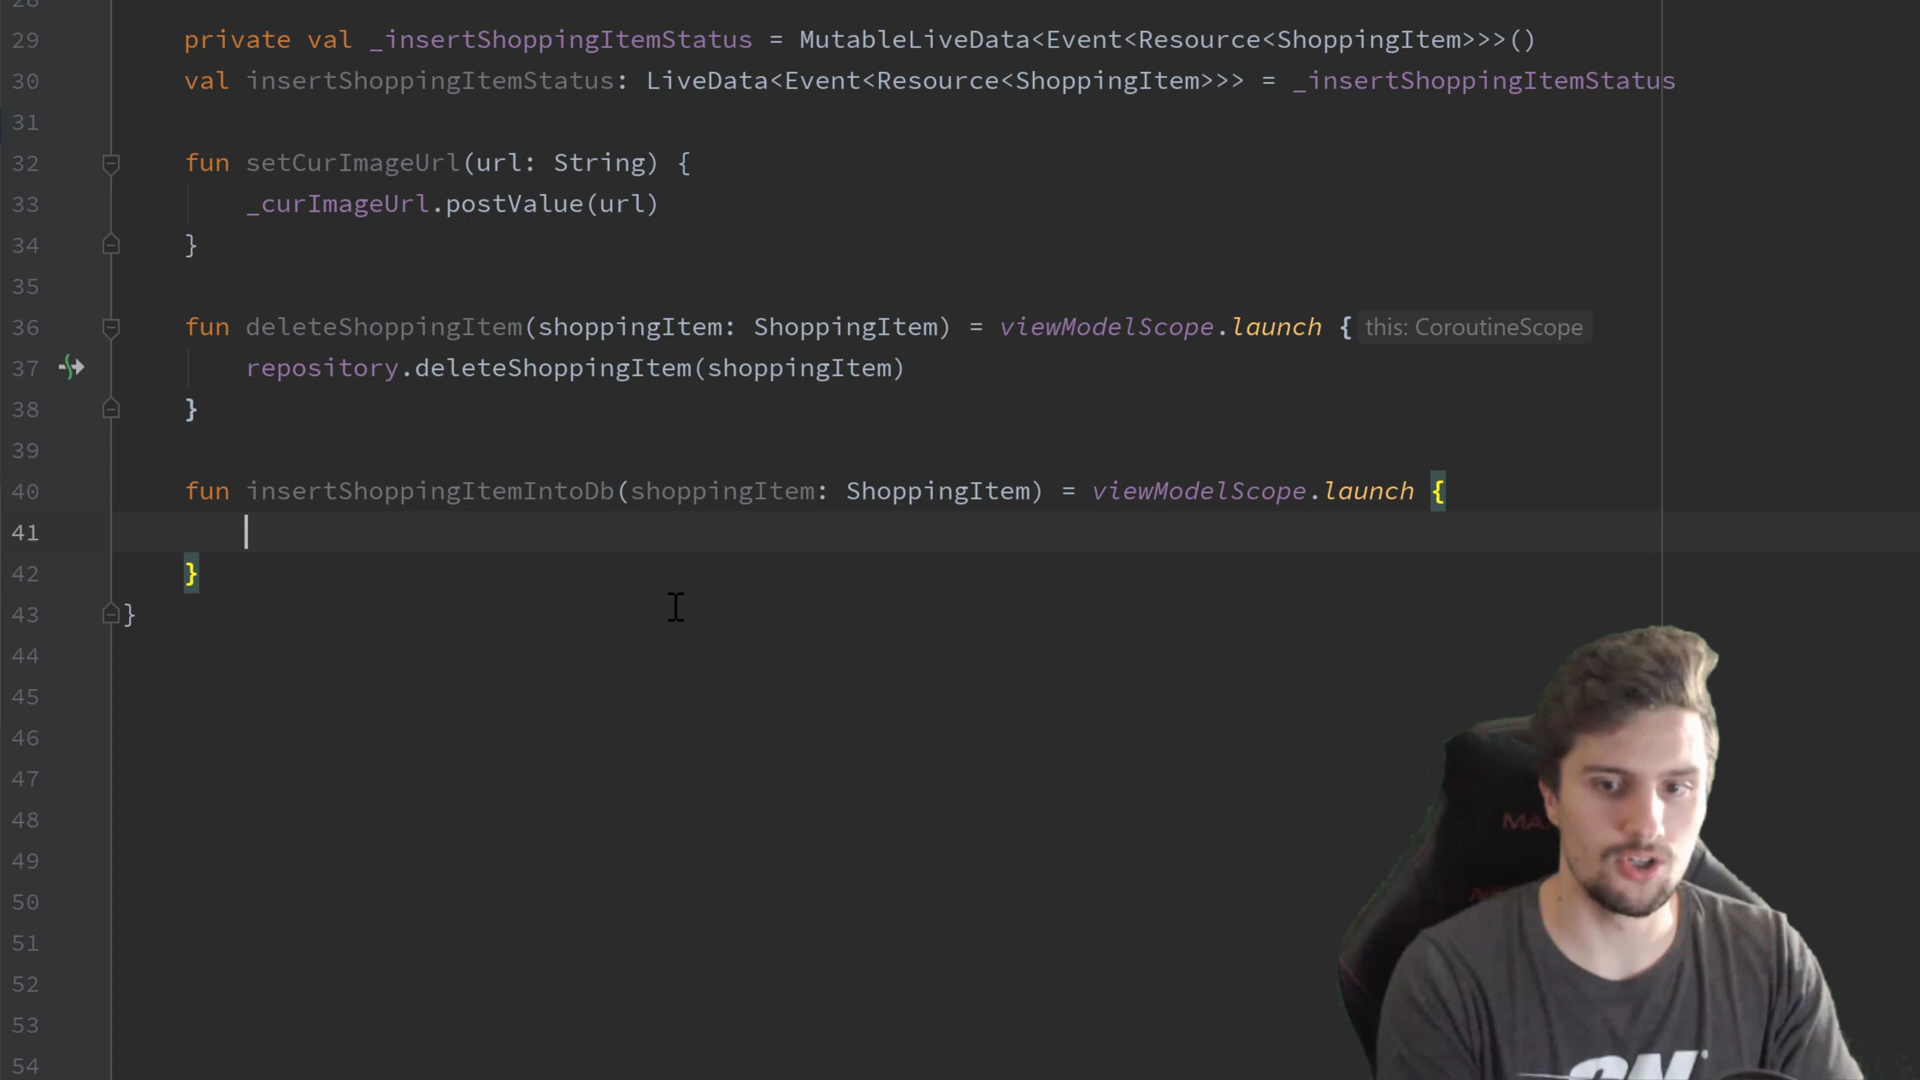 28
29 private val _insertShoppingItemStatus = MutableLiveData<Event<Resource<ShoppingItem>>>()
30 val insertShoppingItemStatus: LiveData<Event<Resource<ShoppingItem>>> = _insertShoppingItemStatus
31
32 fun setCurImageUrl(url: String) {
33 _curImageUrl.postValue(url)
34 }
35
36 fun deleteShoppingItem(shoppingItem: ShoppingItem) = viewModelScope.launch { this: CoroutineScope
37 repository.deleteShoppingItem(shoppingItem)
38 }
39
40 fun insertShoppingItemIntoDb(shoppingItem: ShoppingItem) = viewModelScope.launch {
41
42 }
43 }
44
45
46
47
48
49
50
51
52
53
54